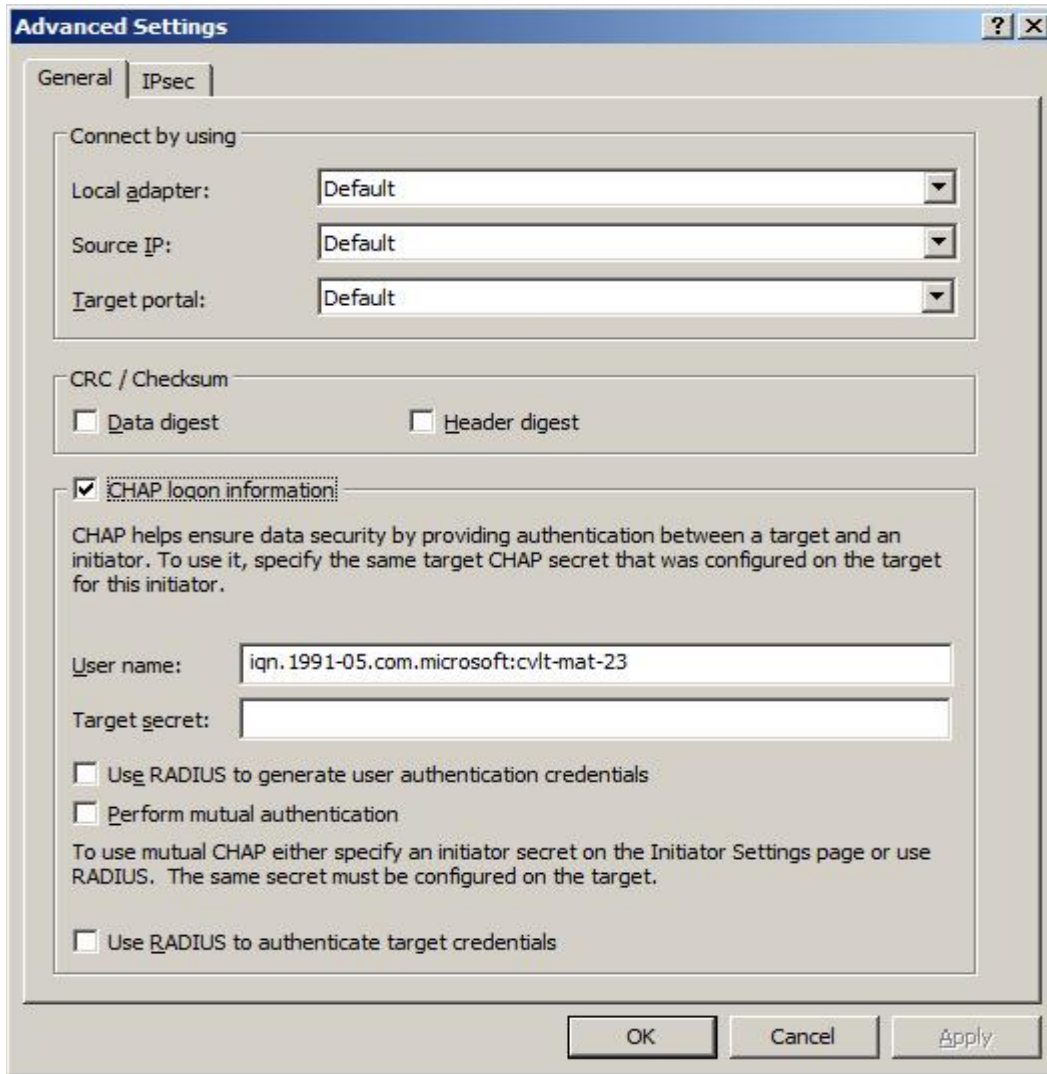 Advanced Settings
General
IPsec
Connect by using
Local adapter:
Default
Source IP:
Default
Target portal:
Default
CRC / Checksum
Data digest
Header digest
CHAP logon information
CHAP helps ensure data security by providing authentication between a target and an
initiator. To use it, specify the same target CHAP secret that was configured on the target
for this initiator.
User name:
iqn.1991-05.com.microsoft:cvlt-mat-23
Target secret:
Use RADIUS to generate user authentication credentials
Perform mutual authentication
To use mutual CHAP either specify an initiator secret on the Initiator Settings page or use
RADIUS. The same secret must be configured on the target.
Use RADIUS to authenticate target credentials
OK
Cancel
Apply